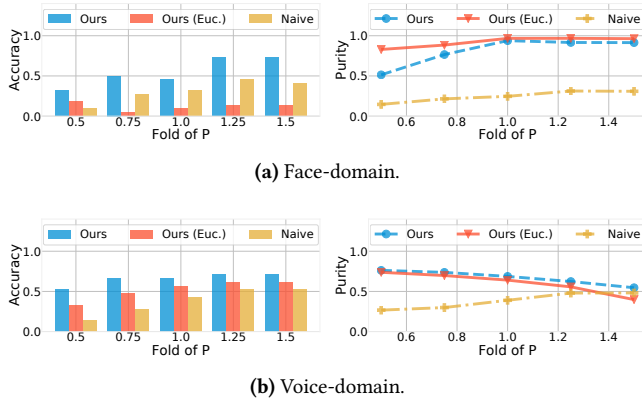 Ours Ours (Euc.) Naive
Accuracy
1.0
0.5
0.0
0.5 0.75 1.0 1.25 1.5
Fold of P
Ours Ours (Euc.) Naive
Purity
1.0
0.5
0.0
0.6 0.8 1.0 1.2 1.4
Fold of P
(a) Face-domain.
Ours Ours (Euc.) Naive
Accuracy
1.0
0.5
0.0
0.5 0.75 1.0 1.25 1.5
Fold of P
Ours Ours (Euc.) Naive
Purity
1.0
0.5
0.0
0.6 0.8 1.0 1.2 1.4
Fold of P
(b) Voice-domain.